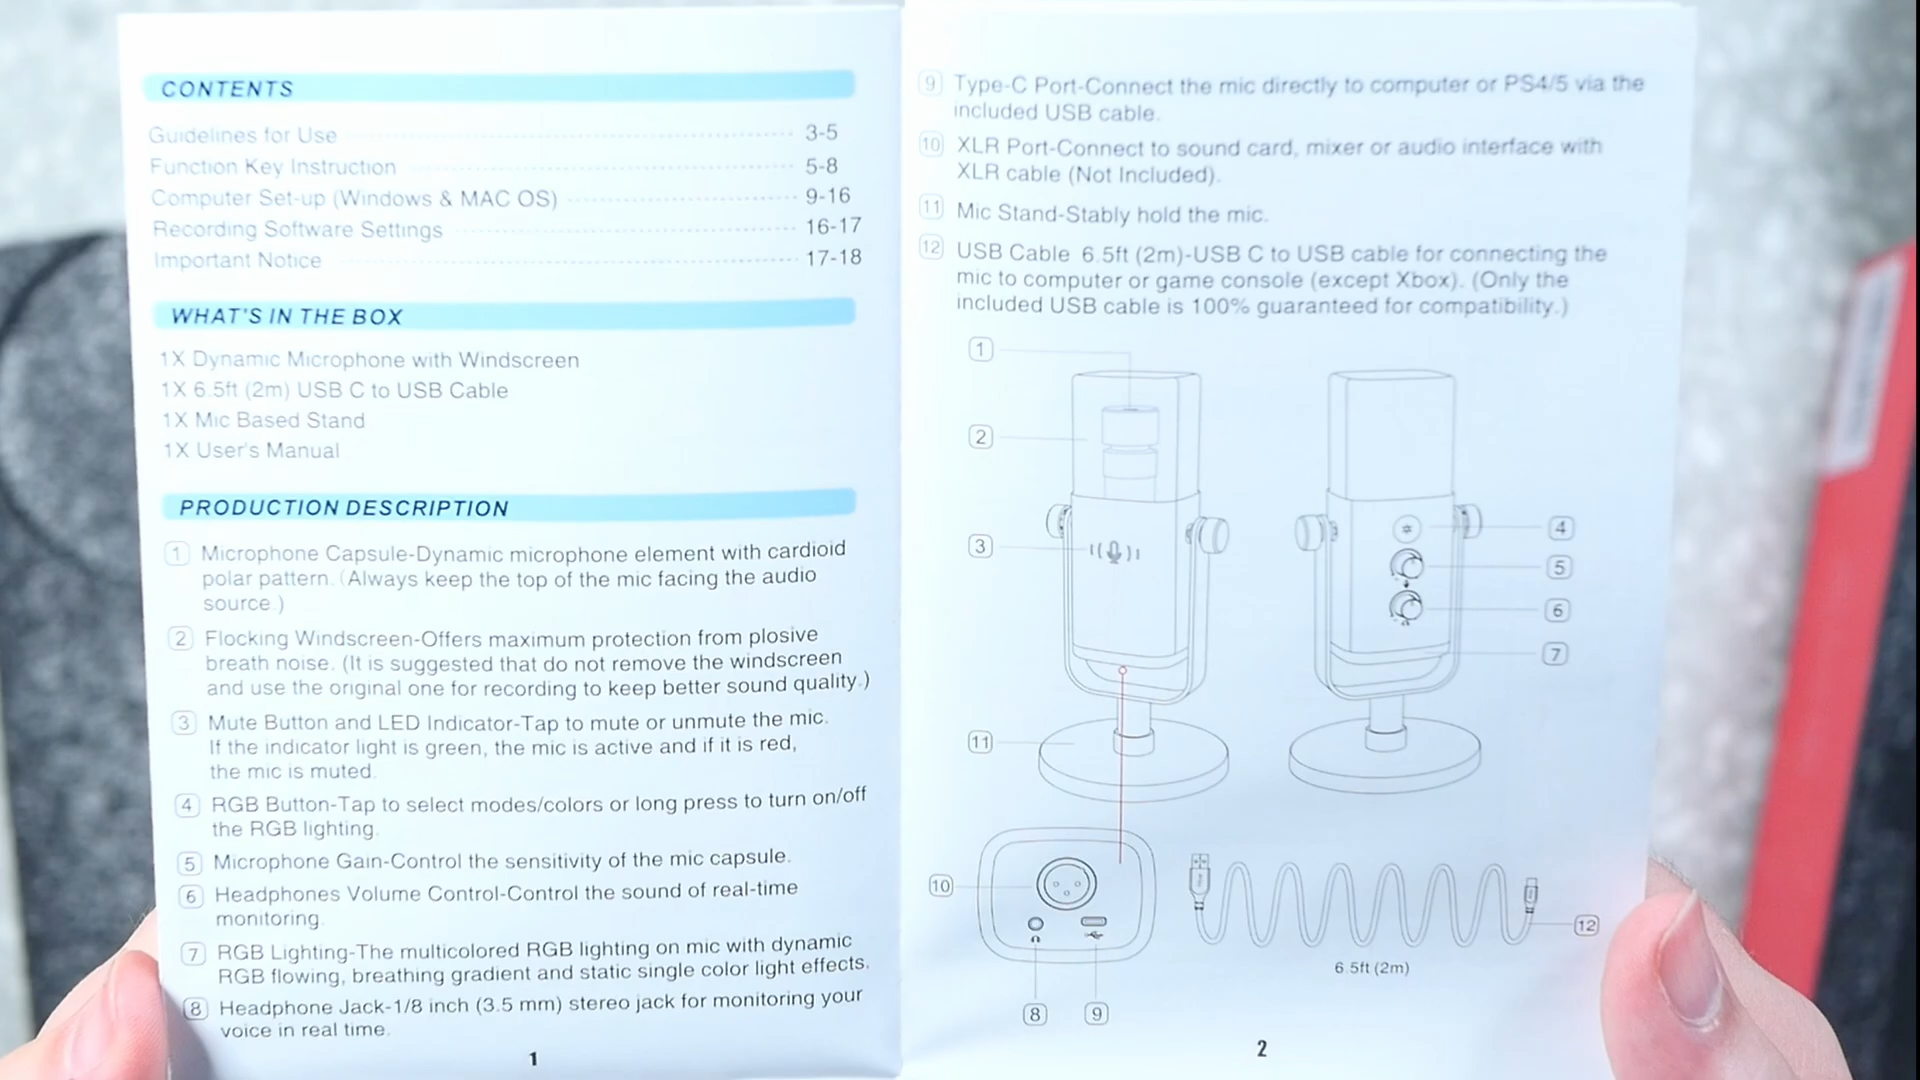 CONTENTS
Guidelines for Use 3-5
Function Key Instruction 5-8
Computer Set-up (Windows & MAC OS) 9-16
Recording Software Settings 16-17
Important Notice 17-18
WHAT'S IN THE BOX
1X Dynamic Microphone with Windscreen
1X 6.5ft (2m) USB C to USB Cable
1X Mic Based Stand
1X User's Manual
PRODUCTION DESCRIPTION
1 Microphone Capsule-Dynamic microphone element with cardioid
polar pattern. (Always keep the top of the mic facing the audio
source.)
2 Flocking Windscreen-Offers maximum protection from plosive
breath noise. (It is suggested that do not remove the windscreen
and use the original one for recording to keep better sound quality.)
3 Mute Button and LED Indicator-Tap to mute or unmute the mic.
If the indicator light is green, the mic is active and if it is red,
the mic is muted.
4 RGB Button-Tap to select modes/colors or long press to turn on/off
the RGB lighting.
5 Microphone Gain-Control the sensitivity of the mic capsule.
6 Headphones Volume Control-Control the sound of real-time
monitoring.
7 RGB Lighting-The multicolored RGB lighting on mic with dynamic
RGB flowing, breathing gradient and static single color light effects.
8 Headphone Jack-1/8 inch (3.5 mm) stereo jack for monitoring your
voice in real time.
1
9 Type-C Port-Connect the mic directly to computer or PS4/5 via the
included USB cable.
10 XLR Port-Connect to sound card, mixer or audio interface with
XLR cable (Not Included).
11 Mic Stand-Stably hold the mic.
12 USB Cable 6.5ft (2m)-USB C to USB cable for connecting the
mic to computer or game console (except Xbox). (Only the
included USB cable is 100% guaranteed for compatibility.)
1
2
3
4
5
6
7
11
10
12
6.5ft (2m)
8
9
2